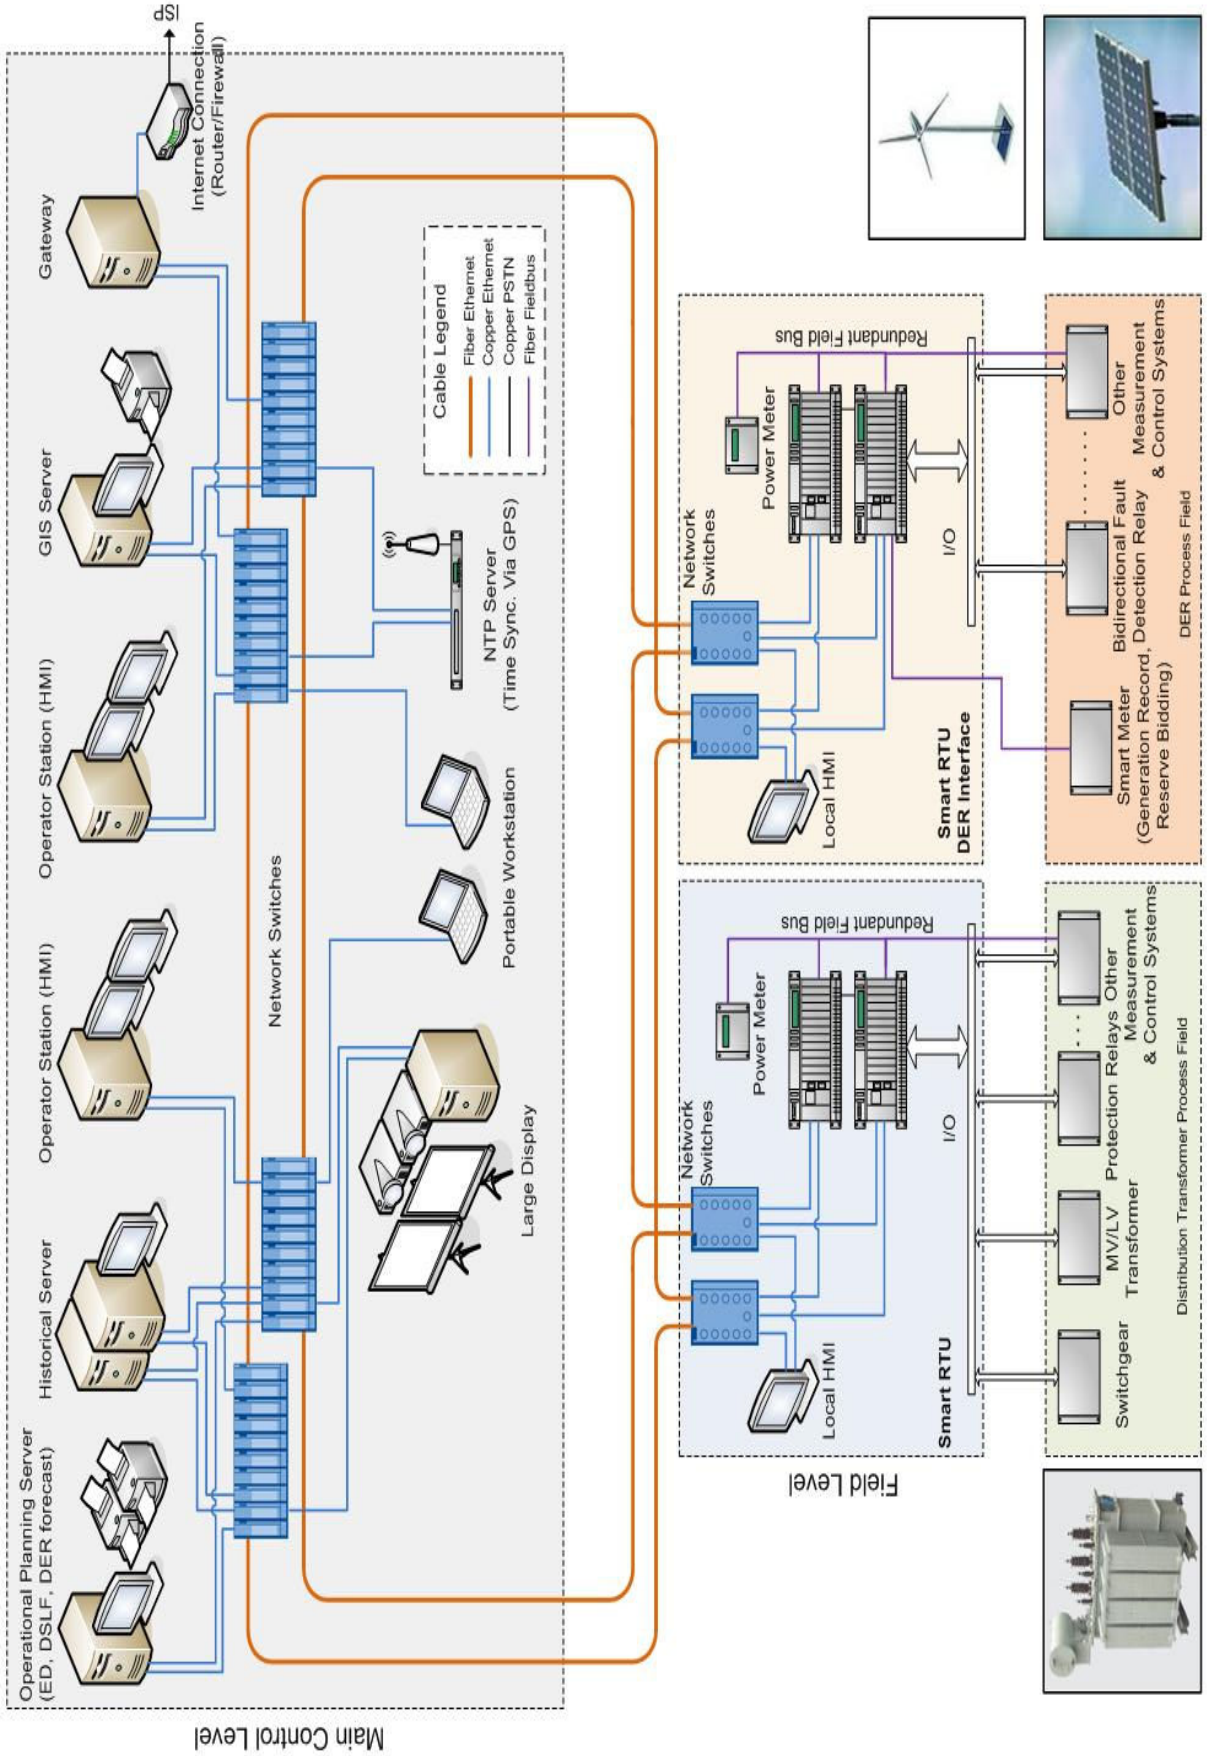 Main Control Level
Operational Planning Server
(ED, DSLF, DER forecast)
Historical Server
Operator Station (HMI)
Operator Station (HMI)
GIS Server
Gateway
ISP
Internet Connection
(Router/Firewall)
Network Switches
Large Display
Portable Workstation
NTP Server
(Time Sync. Via GPS)
Cable Legend
Fiber Ethernet
Copper Ethernet
Copper PSTN
Fiber Fieldbus
Field Level
Network
Switches
Power Meter
Redundant Field Bus
Local HMI
I/O
Smart RTU
Network
Switches
Power Meter
Redundant Field Bus
Local HMI
I/O
Smart RTU
DER Interface
Switchgear
MV/LV
Transformer
Protection Relays
Other
Measurement
& Control Systems
Distribution Transformer Process Field
Smart Meter
(Generation Record,
Reserve Bidding)
Bidirectional Fault
Detection Relay
Other
Measurement
& Control Systems
DER Process Field